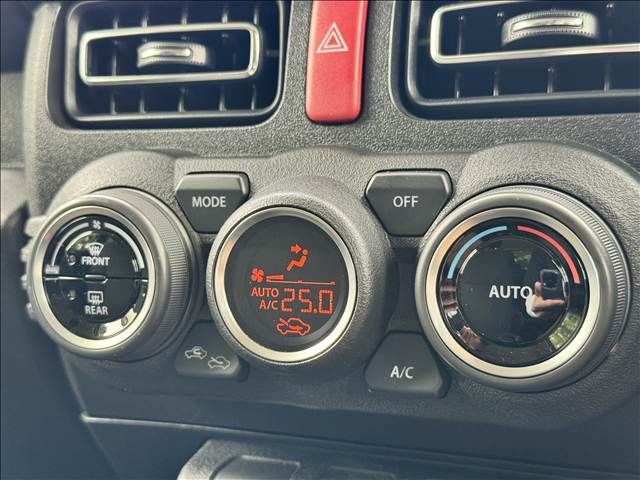 MODE
OFF
FRONT
REAR
AUTO
A/C
25.0
AUTO
A/C